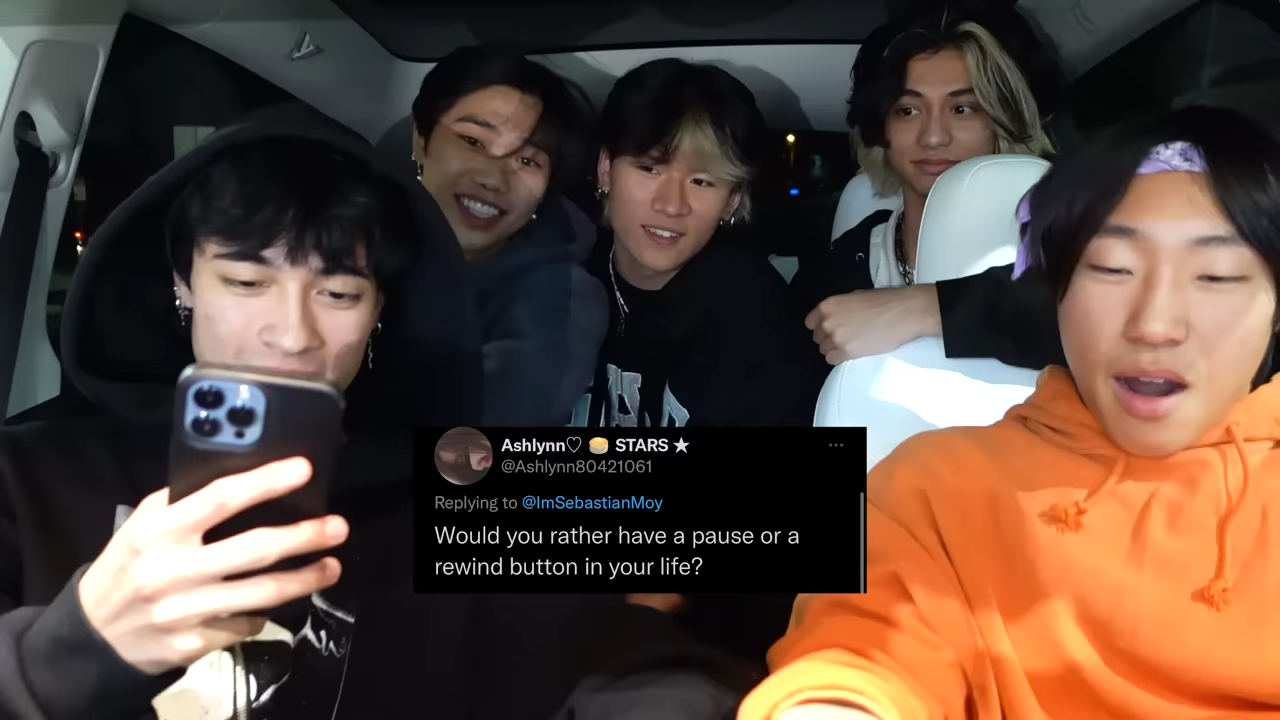 Ashlynn♡ 🥞 STARS ★
@Ashlynn80421061
Replying to @ImSebastianMoy
Would you rather have a pause or a
rewind button in your life?